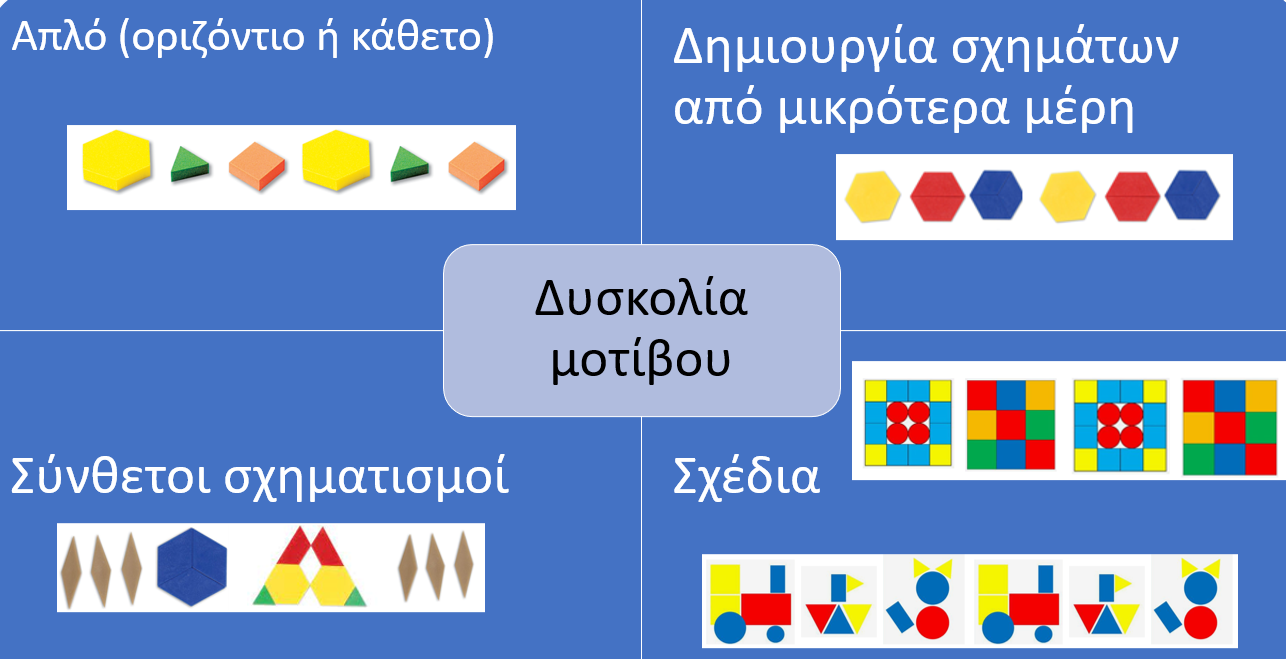 Απλό (οριζόντιο ή κάθετο)
Δημιουργία σχημάτων
από μικρότερα μέρη
Δυσκολία
μοτίβου
Σύνθετοι σχηματισμοί
Σχέδια